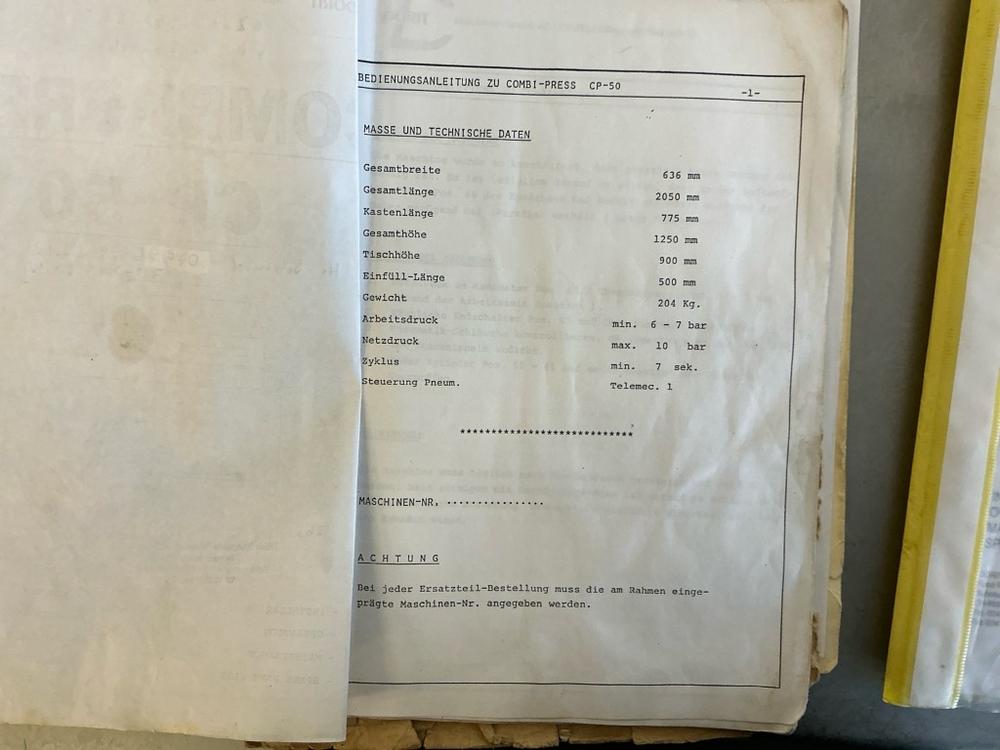 BEDIENUNGSANLEITUNG ZU COMBI-PRESS CP-50 -1-
MASSE UND TECHNISCHE DATEN
Gesamtbreite 636 mm
Gesamtlänge 2050 mm
Kastenlänge 775 mm
Gesamthöhe 1250 mm
Tischhöhe 900 mm
Einfüll-Länge 500 mm
Gewicht 204 Kg.
Arbeitsdruck min. 6 - 7 bar
Netzdruck max. 10 bar
Zyklus min. 7 sek.
Steuerung Pneum. Telemec. 1
****************************
MASCHINEN-NR. ................
A C H T U N G
Bei jeder Ersatzteil-Bestellung muss die am Rahmen einge-
prägte Maschinen-Nr. angegeben werden.